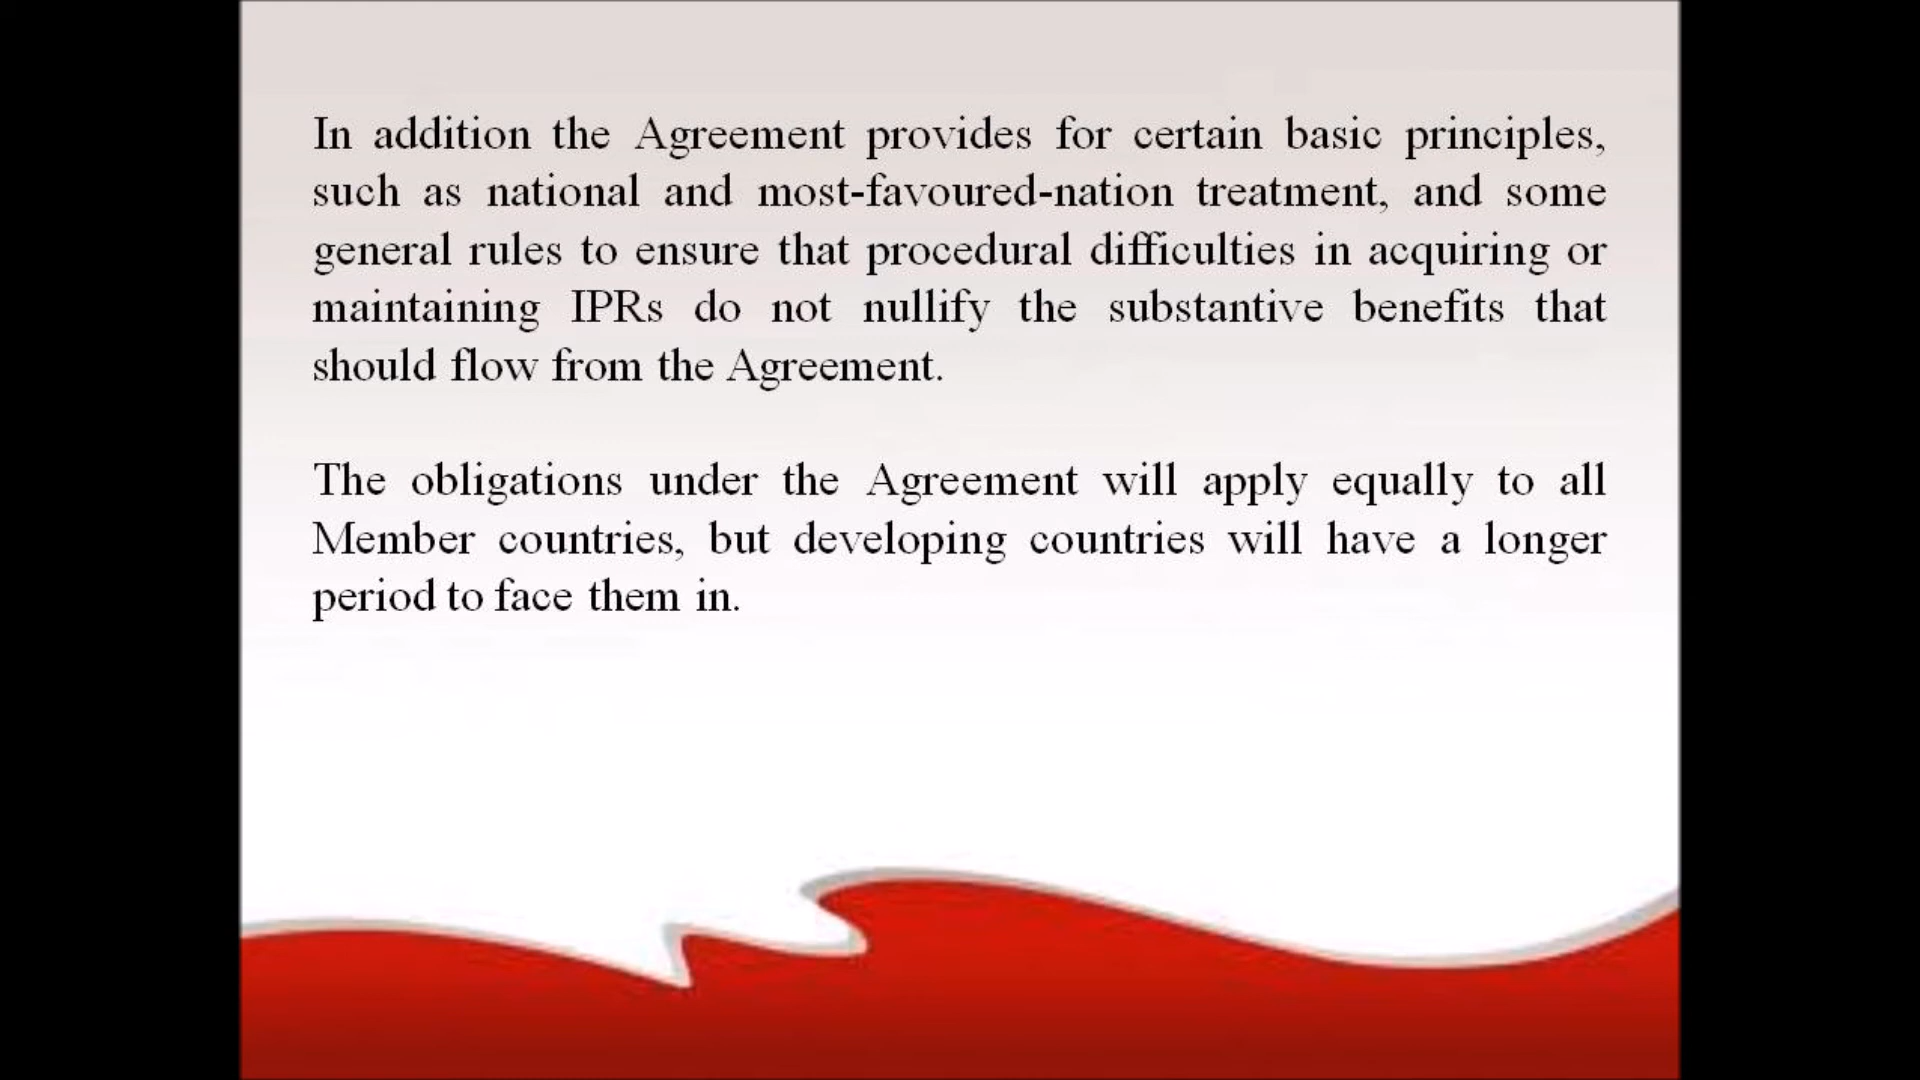 In addition the Agreement provides for certain basic principles,
such as national and most-favoured-nation treatment, and some
general rules to ensure that procedural difficulties in acquiring or
maintaining IPRs do not nullify the substantive benefits that
should flow from the Agreement.
The obligations under the Agreement will apply equally to all
Member countries, but developing countries will have a longer
period to face them in.